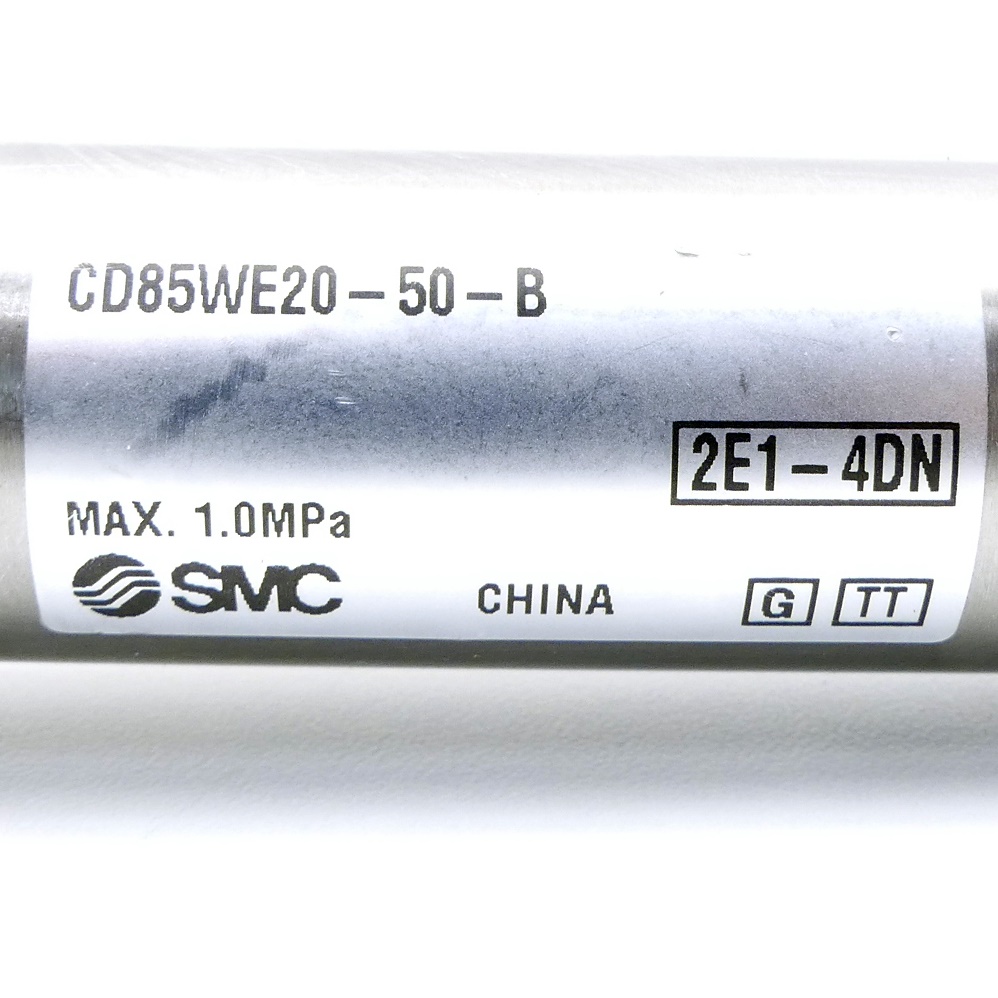 CD85WE20-50-B
2E1-4DN
MAX. 1.0MPa
SMC CHINA G TT